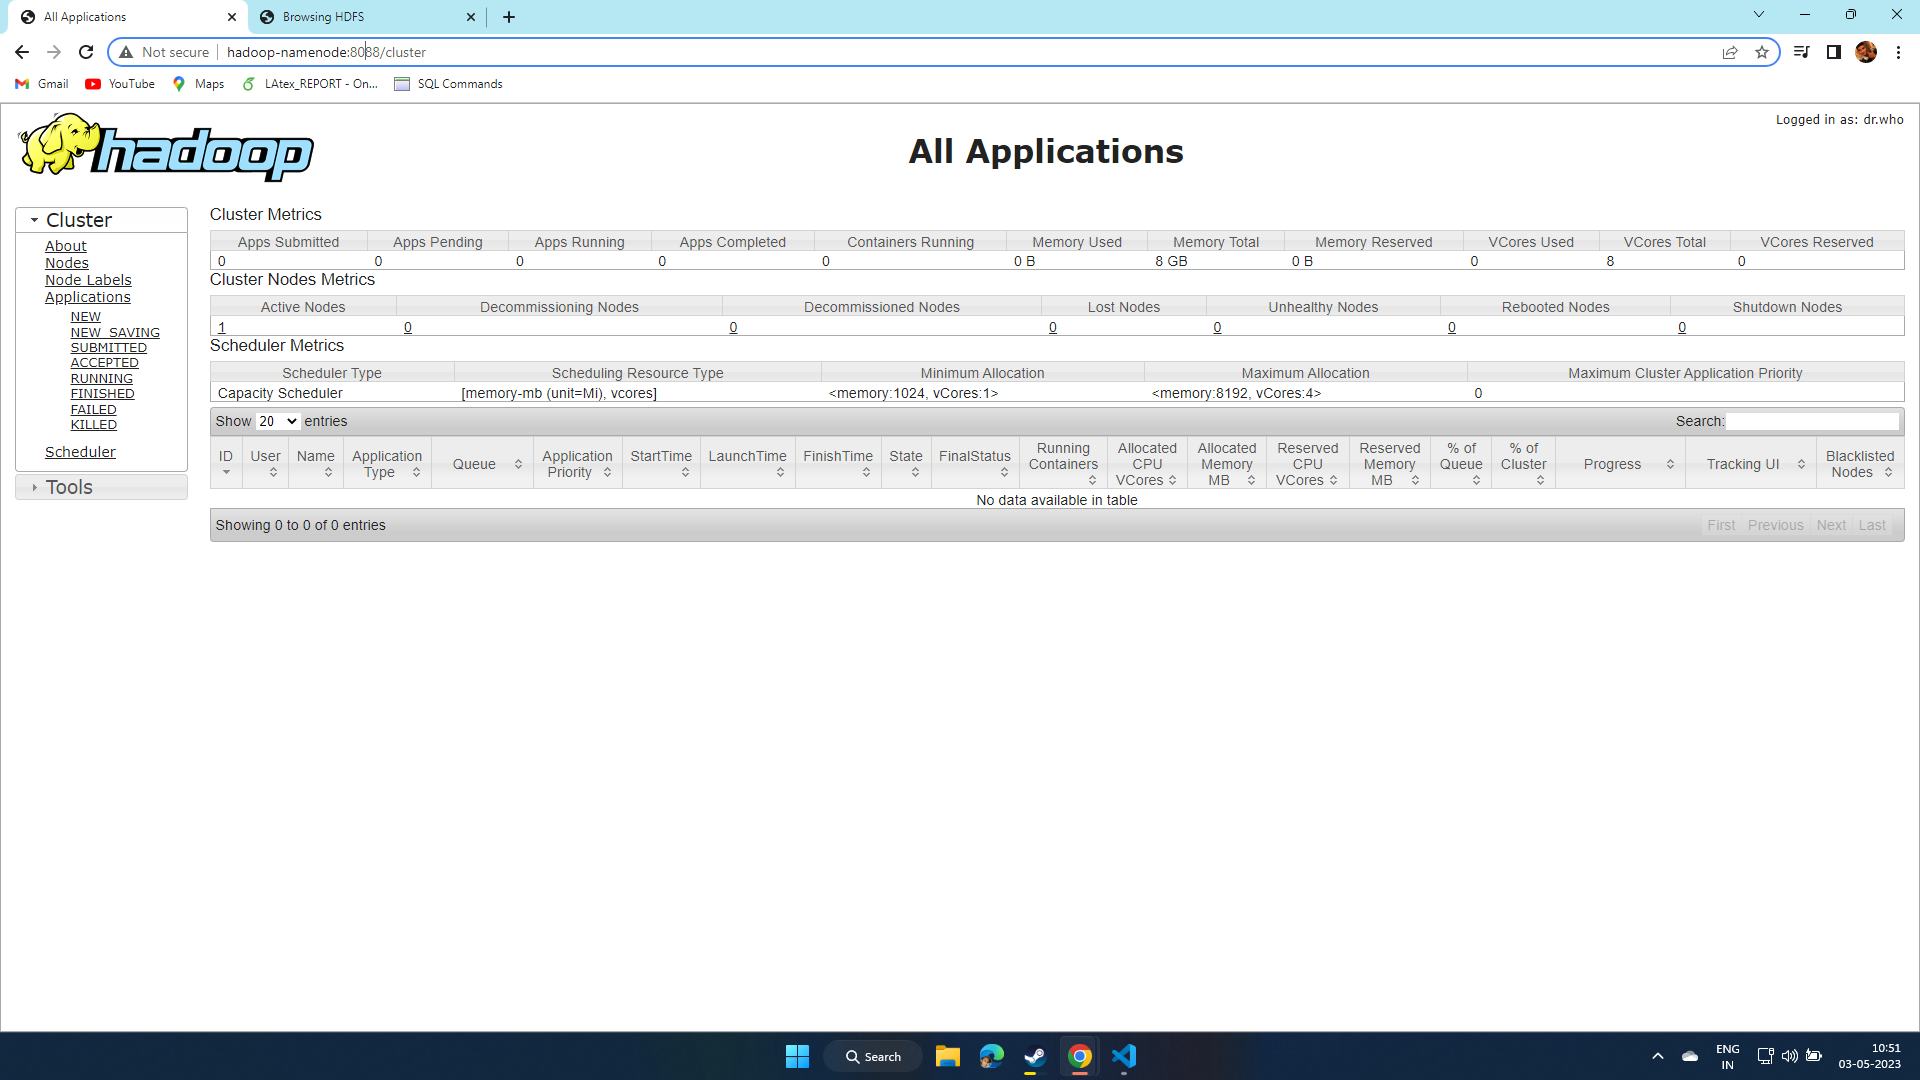 All Applications
Browsing HDFS
Not secure
hadoop-namenode:8088/cluster
Gmail
YouTube
Maps
LAtex_REPORT - On...
SQL Commands
hadoop
All Applications
Logged in as: dr.who
Cluster
About
Nodes
Node Labels
Applications
NEW
NEW_SAVING
SUBMITTED
ACCEPTED
RUNNING
FINISHED
FAILED
KILLED
Scheduler
Tools
Cluster Metrics
Apps Submitted Apps Pending Apps Running Apps Completed Containers Running Memory Used Memory Total Memory Reserved VCores Used VCores Total VCores Reserved
0 0 0 0 0 0 B 8 GB 0 B 0 8 0
Cluster Nodes Metrics
Active Nodes Decommissioning Nodes Decommissioned Nodes Lost Nodes Unhealthy Nodes Rebooted Nodes Shutdown Nodes
1 0 0 0 0 0 0
Scheduler Metrics
Scheduler Type Scheduling Resource Type Minimum Allocation Maximum Allocation Maximum Cluster Application Priority
Capacity Scheduler [memory-mb (unit=Mi), vcores] <memory:1024, vCores:1> <memory:8192, vCores:4> 0
Show 20 entries Search:
ID
User
Name
Application
Type
Queue
Application
Priority
StartTime
LaunchTime
FinishTime
State
FinalStatus
Running
Containers
Allocated
CPU
VCores
Allocated
Memory
MB
Reserved
CPU
VCores
Reserved
Memory
MB
% of
Queue
% of
Cluster
Progress
Tracking UI
Blacklisted
Nodes
No data available in table
Showing 0 to 0 of 0 entries First Previous Next Last
Search
ENG
IN
10:51
03-05-2023